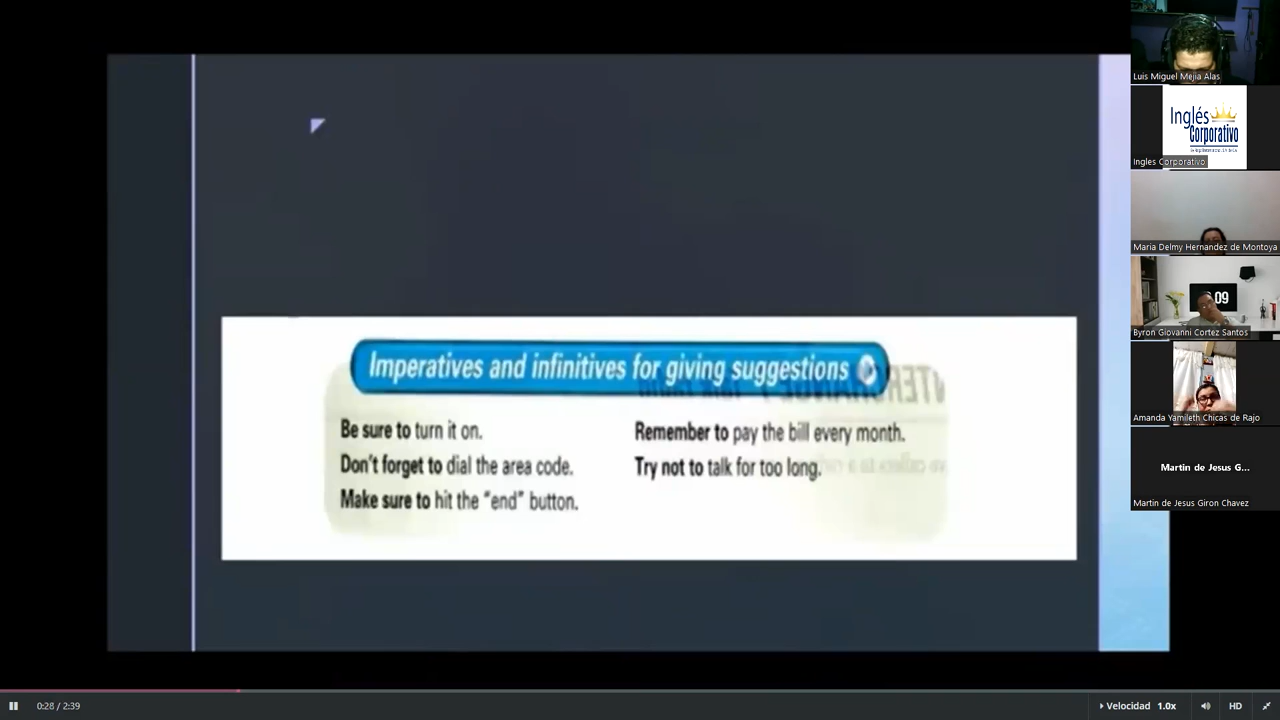 Luis Miguel Mejia Alas
Inglés
Corporativo
Ingles Corporativo
Maria Delmy Hernandez de Montoya
09
Byron Giovanni Cortez Santos
Amanda Yamileth Chicas de Rajo
Martin de Jesus G...
Martin de Jesus Giron Chavez
Imperatives and infinitives for giving suggestions
Be sure to turn it on.
Don't forget to dial the area code.
Make sure to hit the "end" button.
Remember to pay the bill every month.
Try not to talk for too long.
0:28 / 2:39
Velocidad 1.0x
HD